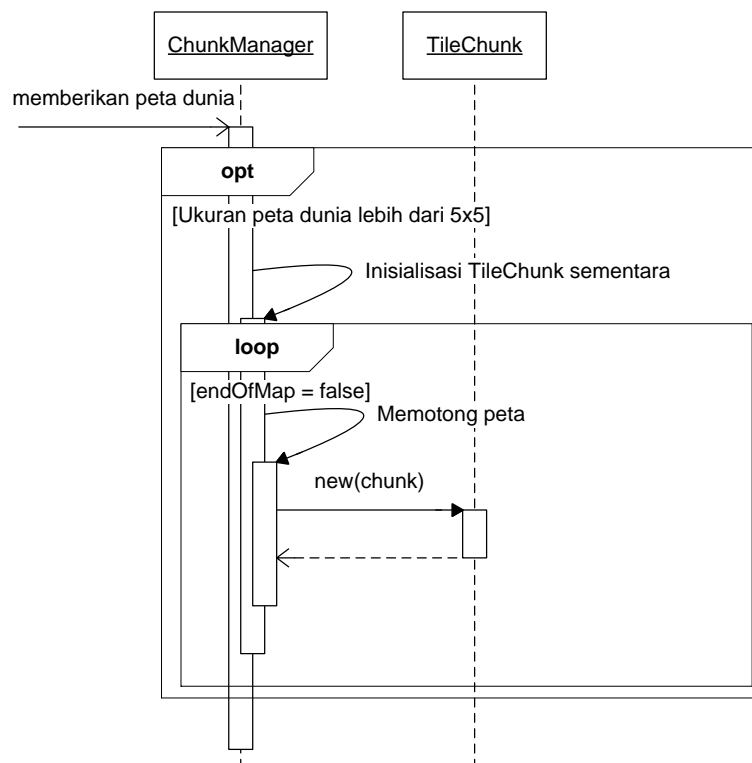 ChunkManager
TileChunk
memberikan peta dunia
opt
[Ukuran peta dunia lebih dari 5x5]
Inisialisasi TileChunk sementara
loop
[endOfMap = false]
Memotong peta
new(chunk)